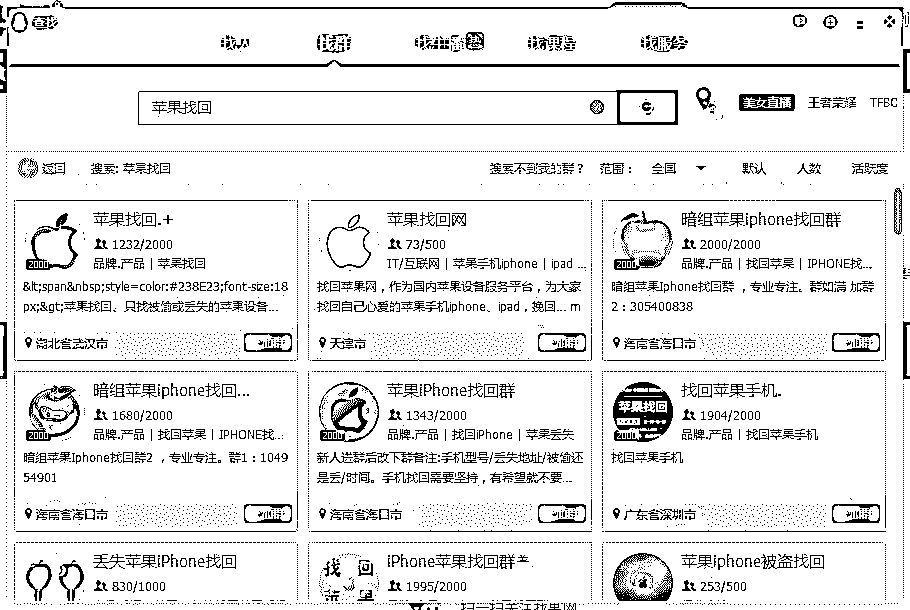 查找
找人 找群 找主播 热 找课程 找服务
苹果找回
美女直播 王者荣耀 TFBO
返回 搜索: 苹果找回 搜索不到我的群? 范围: 全国 默认 人数 活跃度
苹果找回.+
1232/2000
品牌.产品 | 苹果找回
2000
&lt;span&nbsp;style=color:#238E23;font-size:18
px;&gt;苹果找回、只找被偷或丢失的苹果设备...
湖北省武汉市
加群
苹果找回网
73/500
IT/互联网 | 苹果手机iphone | ipad ...
找回苹果网,作为国内苹果设备服务平台,为大家
找回自己心爱的苹果手机iphone、ipad,挽回... m
天津市
加群
暗组苹果iphone找回群
2000/2000
品牌.产品 | 找回苹果 | IPHONE找...
2000
暗组苹果Iphone找回群 ,专业专注。群如满 加群
2:305400838
海南省海口市
加群
暗组苹果iphone找回...
1680/2000
品牌.产品 | 找回苹果 | IPHONE找...
2000
暗组苹果Iphone找回群2 ,专业专注。群1:1049
54901
海南省海口市
加群
苹果iPhone找回群
1343/2000
品牌.产品 | 找回iPhone | 苹果丢失
2000
新人进群后改下群备注:手机型号/丢失地址/被偷还
是丢/时间。手机找回需要坚持,有希望就不要...
海南省海口市
加群
找回苹果手机.
1904/2000
品牌.产品 | 找回苹果手机
苹果找回
2000
找回苹果手机
广东省深圳市
加群
丢失苹果iPhone找回
830/1000
iPhone苹果找回群
1995/2000
找 回
苹果iphone被盗找回
253/500